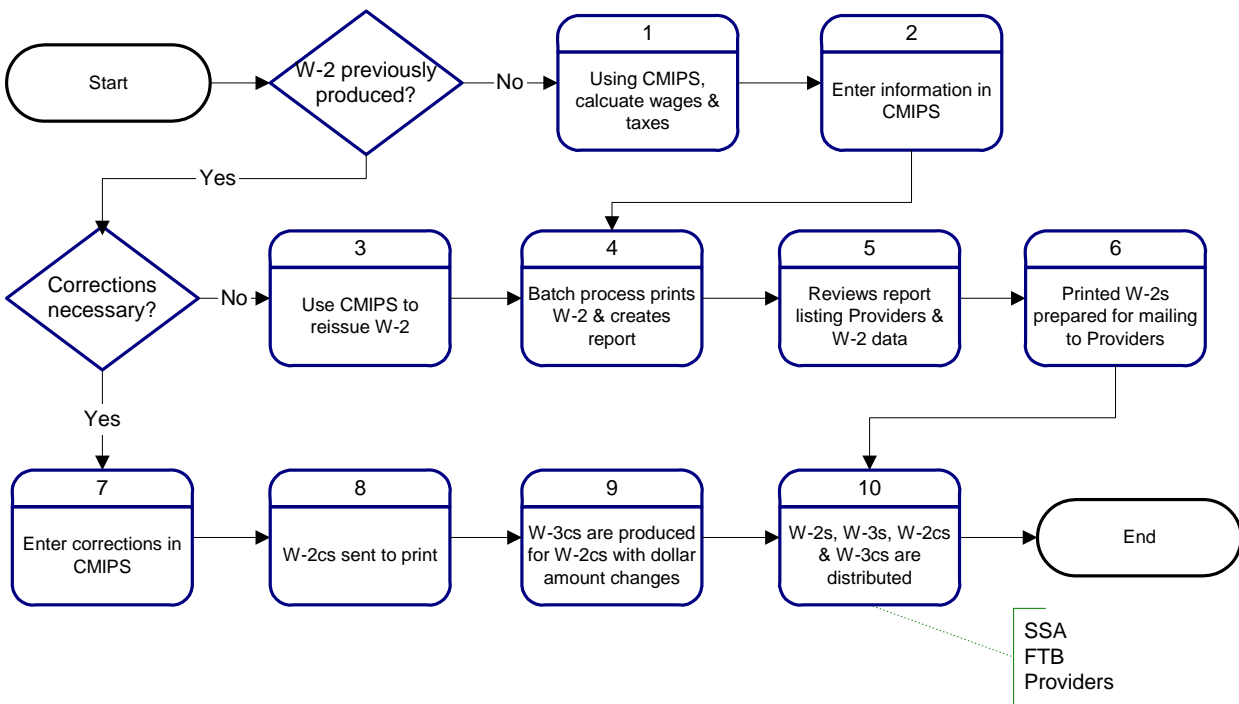 Start
W-2 previously
produced?
No
1
Using CMIPS,
calcuate wages &
taxes
2
Enter information in
CMIPS
Yes
Corrections
necessary?
No
3
Use CMIPS to
reissue W-2
4
Batch process prints
W-2 & creates
report
5
Reviews report
listing Providers &
W-2 data
6
Printed W-2s
prepared for mailing
to Providers
Yes
7
Enter corrections in
CMIPS
8
W-2cs sent to print
9
W-3cs are produced
for W-2cs with dollar
amount changes
10
W-2s, W-3s, W-2cs
& W-3cs are
distributed
End
SSA
FTB
Providers